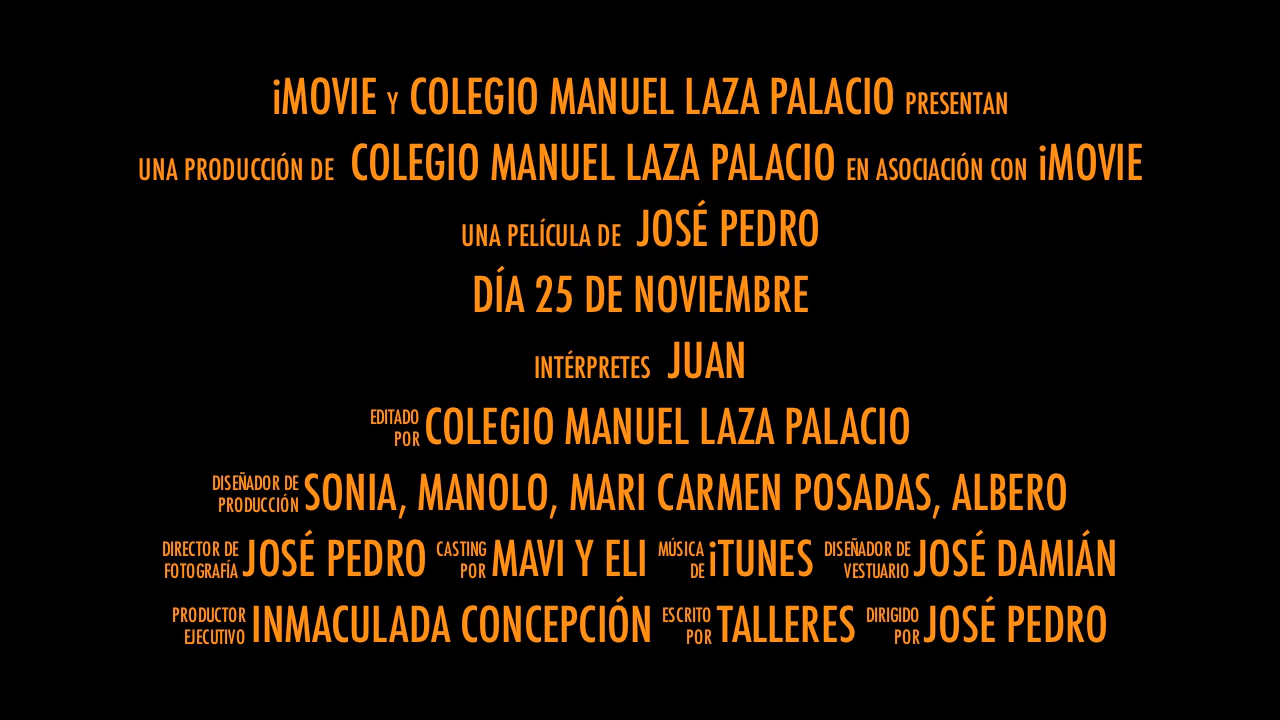 iMOVIE Y COLEGIO MANUEL LAZA PALACIO PRESENTAN
UNA PRODUCCIÓN DE COLEGIO MANUEL LAZA PALACIO EN ASOCIACIÓN CON iMOVIE
UNA PELÍCULA DE JOSÉ PEDRO
DÍA 25 DE NOVIEMBRE
INTÉRPRETES JUAN
EDITADO POR COLEGIO MANUEL LAZA PALACIO
DISEÑADOR DE PRODUCCIÓN SONIA, MANOLO, MARI CARMEN POSADAS, ALBERO
DIRECTOR DE FOTOGRAFÍA JOSÉ PEDRO CASTING POR MAVI Y ELI MÚSICA DE iTUNES DISEÑADOR DE VESTUARIO JOSÉ DAMIÁN
PRODUCTOR EJECUTIVO INMACULADA CONCEPCIÓN ESCRITO POR TALLERES DIRIGIDO POR JOSÉ PEDRO